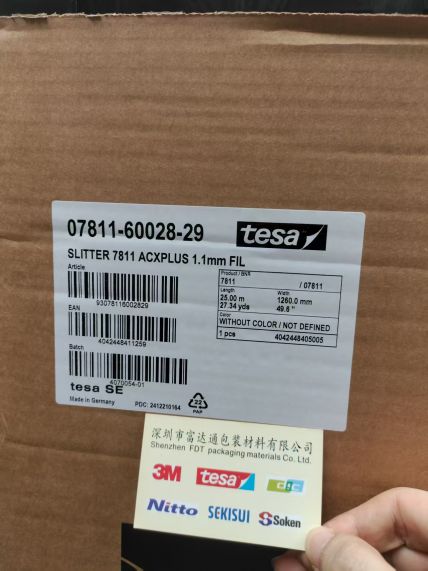 07811-60028-29
tesa
SLITTER 7811 ACXPLUS 1.1mm FIL
Article
93078116002829
EAN
4042448411259
Batch
4070054-01
tesa SE
Made in Germany
PDC: 2412210164
22
PAP
Product / BNR
7811 / 07811
Length Width
25.00 m 1260.0 mm
27.34 yds 49.6 "
Color
WITHOUT COLOR / NOT DEFINED
1 pcs 4042448405005
深圳市富达通包装材料有限公司
Shenzhen FDT packaging materials Co. Ltd.
3M tesa
Nitto SEKISUI Soken